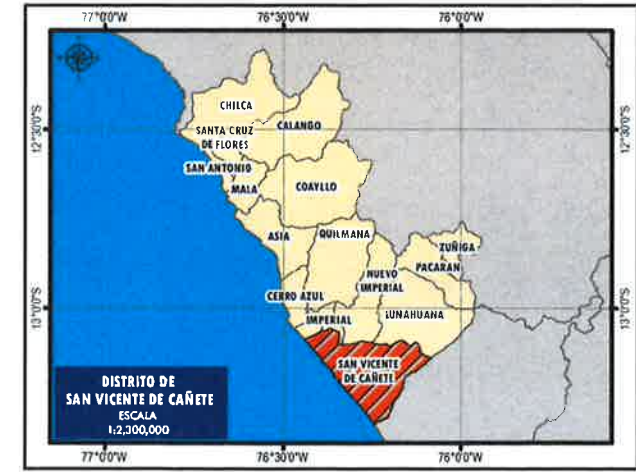 77°0'0"W 76°30'0"W 76°0'0"W
12°30'0"S
12°30'0"S
CHILCA
CALANGO
SANTA CRUZ
DE FLORES
SAN ANTONIO
MALA
COAYLLO
ASIA
QUILMANA
ZUÑIGA
PACARAN
NUEVO
IMPERIAL
CERRO AZUL
LUNAHUANA
IMPERIAL
13°0'0"S
13°0'0"S
SAN VICENTE
DE CAÑETE
DISTRITO DE
SAN VICENTE DE CAÑETE
ESCALA
1:2,300,000
77°0'0"W 76°30'0"W 76°0'0"W